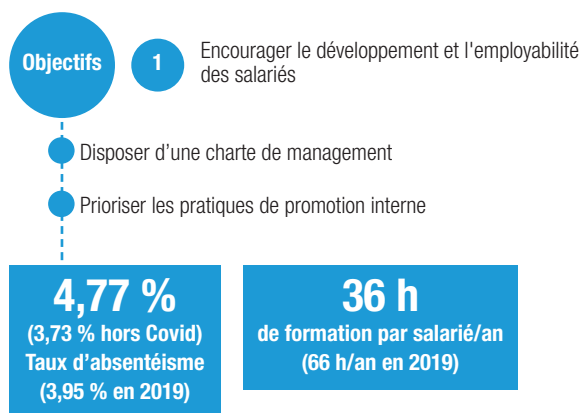 Objectifs
1
Encourager le développement et l'employabilité
des salariés
Disposer d’une charte de management
Prioriser les pratiques de promotion interne
4,77 %
(3,73 % hors Covid)
Taux d’absentéisme
(3,95 % en 2019)
36 h
de formation par salarié/an
(66 h/an en 2019)